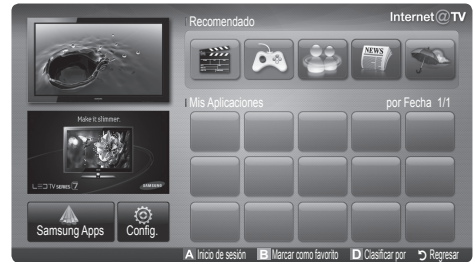 Internet@TV
Recomendado
NEWS
Mis Aplicaciones por Fecha 1/1
Make it slimmer.
LED TV SERIES 7
SAMSUNG
Samsung Apps
Config.
A Inicio de sesión B Marcar como favorito D Clasificar por Regresar